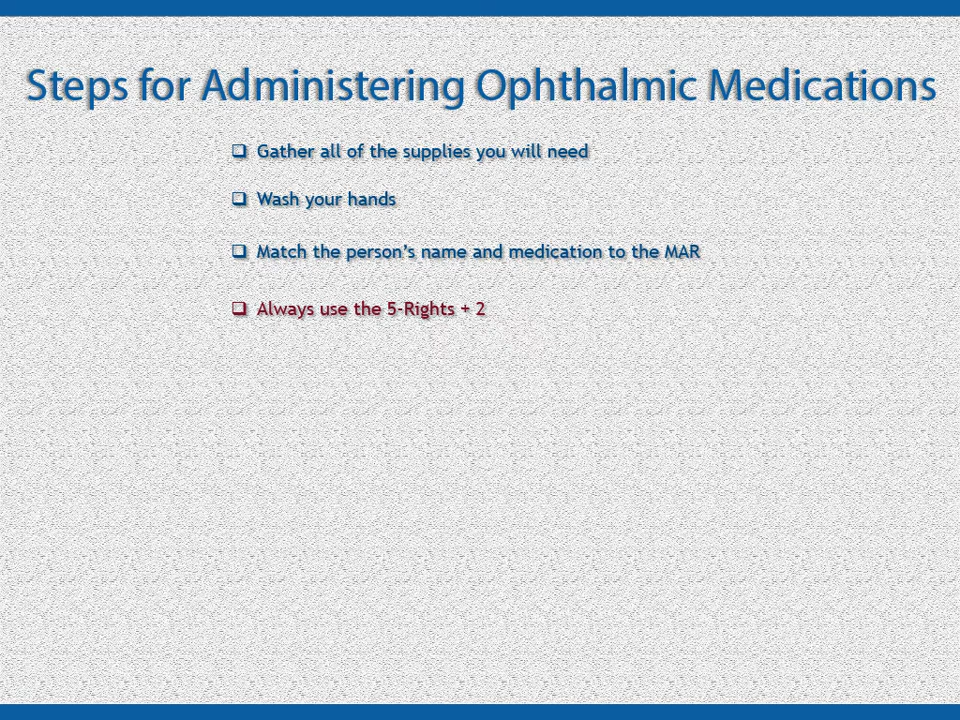 Steps for Administering Ophthalmic Medications
❑ Gather all of the supplies you will need
❑ Wash your hands
❑ Match the person’s name and medication to the MAR
❑ Always use the 5-Rights + 2